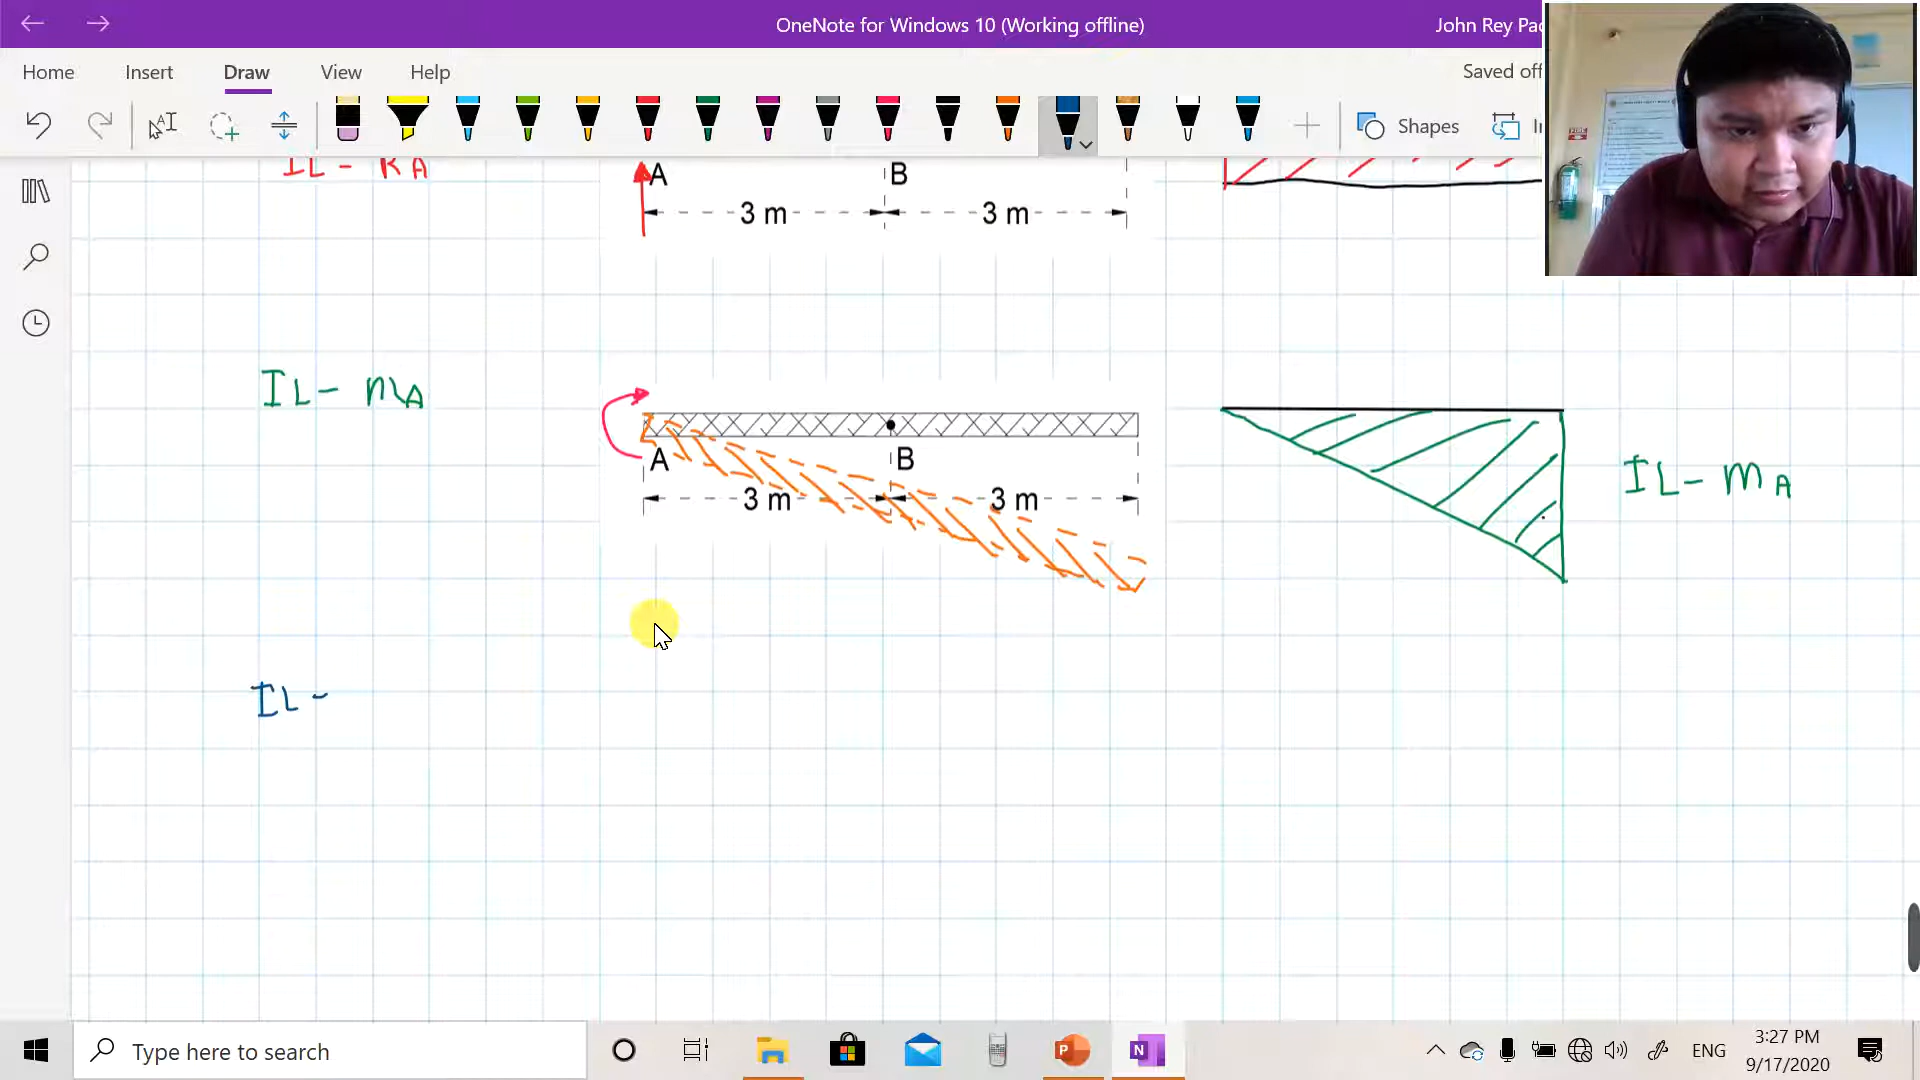 OneNote for Windows 10 (Working offline)
John Rey Pa
Home Insert Draw View Help
Saved off
Shapes
IL - RA
A B
3 m 3 m
IL - MA
A B
3 m 3 m
IL - MA
IL -
Type here to search
ENG
3:27 PM
9/17/2020